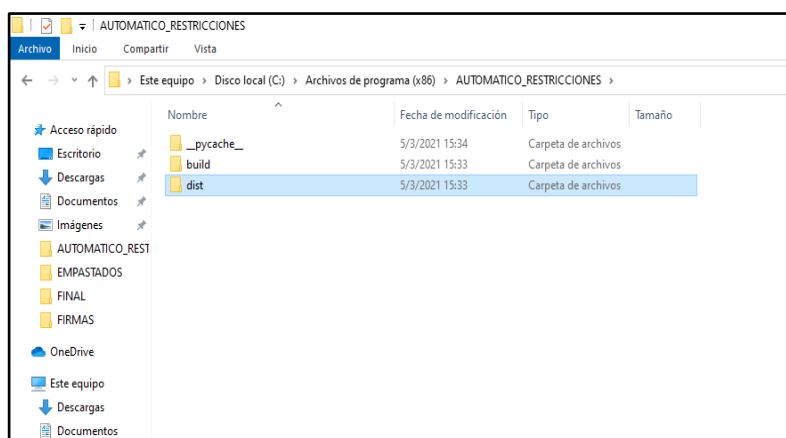 AUTOMATICO_RESTRICCIONES
Archivo Inicio Compartir Vista
Este equipo > Disco local (C:) > Archivos de programa (x86) > AUTOMATICO_RESTRICCIONES >
Nombre Fecha de modificación Tipo Tamaño
Acceso rápido
__pycache__ 5/3/2021 15:34 Carpeta de archivos
Escritorio
build 5/3/2021 15:33 Carpeta de archivos
Descargas
dist 5/3/2021 15:33 Carpeta de archivos
Documentos
Imágenes
AUTOMATICO_REST
EMPASTADOS
FINAL
FIRMAS
OneDrive
Este equipo
Descargas
Documentos